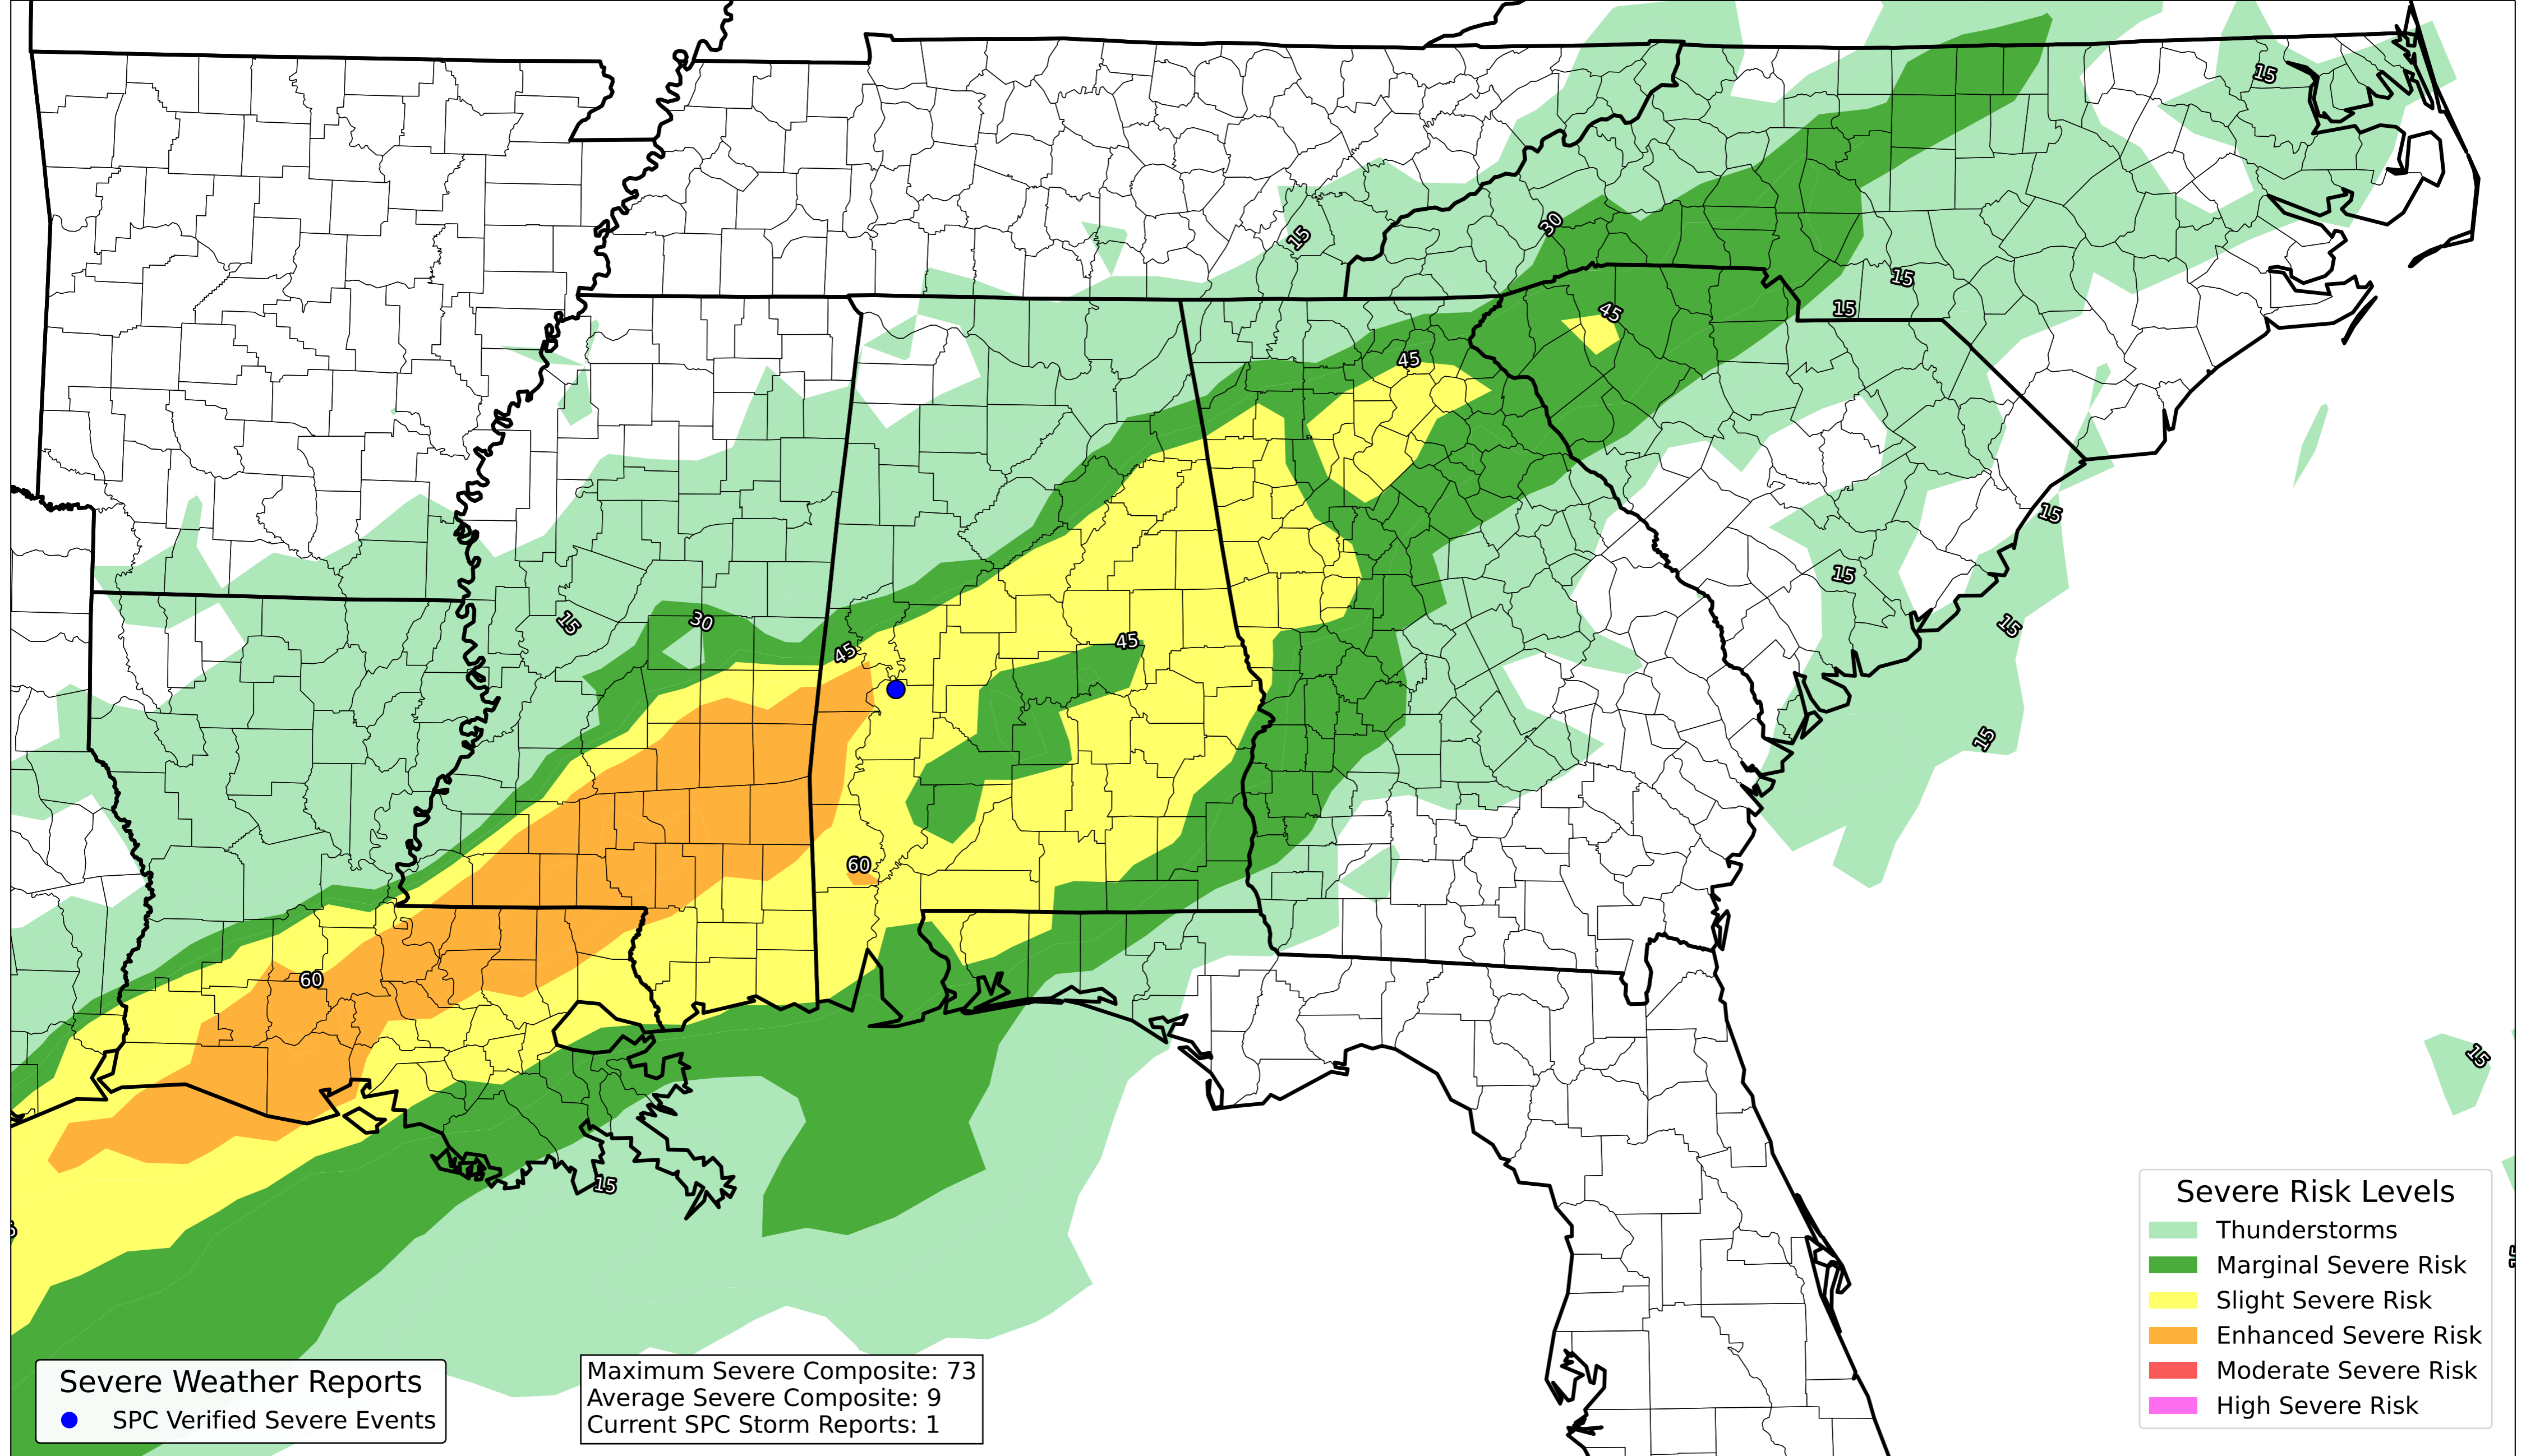 15
15
30
15
15
45
45
15
15
30
45
45
15
15
15
60
60
15
15
15
Severe Risk Levels
Thunderstorms
Marginal Severe Risk
Slight Severe Risk
Enhanced Severe Risk
Moderate Severe Risk
High Severe Risk
Severe Weather Reports
SPC Verified Severe Events
Maximum Severe Composite: 73
Average Severe Composite: 9
Current SPC Storm Reports: 1